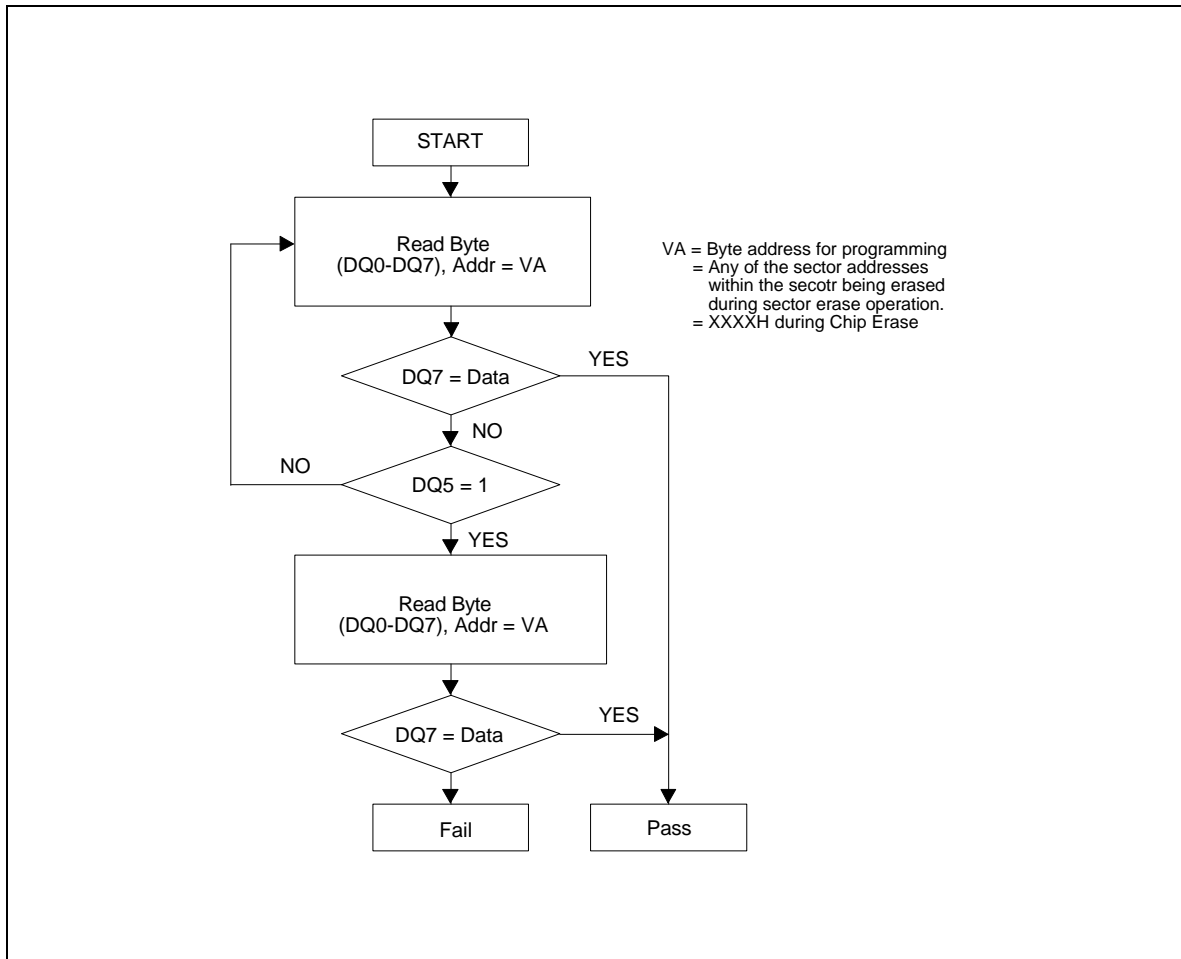 START
Read Byte
(DQ0-DQ7), Addr = VA
VA = Byte address for programming
= Any of the sector addresses
within the secotr being erased
during sector erase operation.
= XXXXH during Chip Erase
YES
DQ7 = Data
NO
NO
DQ5 = 1
YES
Read Byte
(DQ0-DQ7), Addr = VA
YES
DQ7 = Data
Fail
Pass